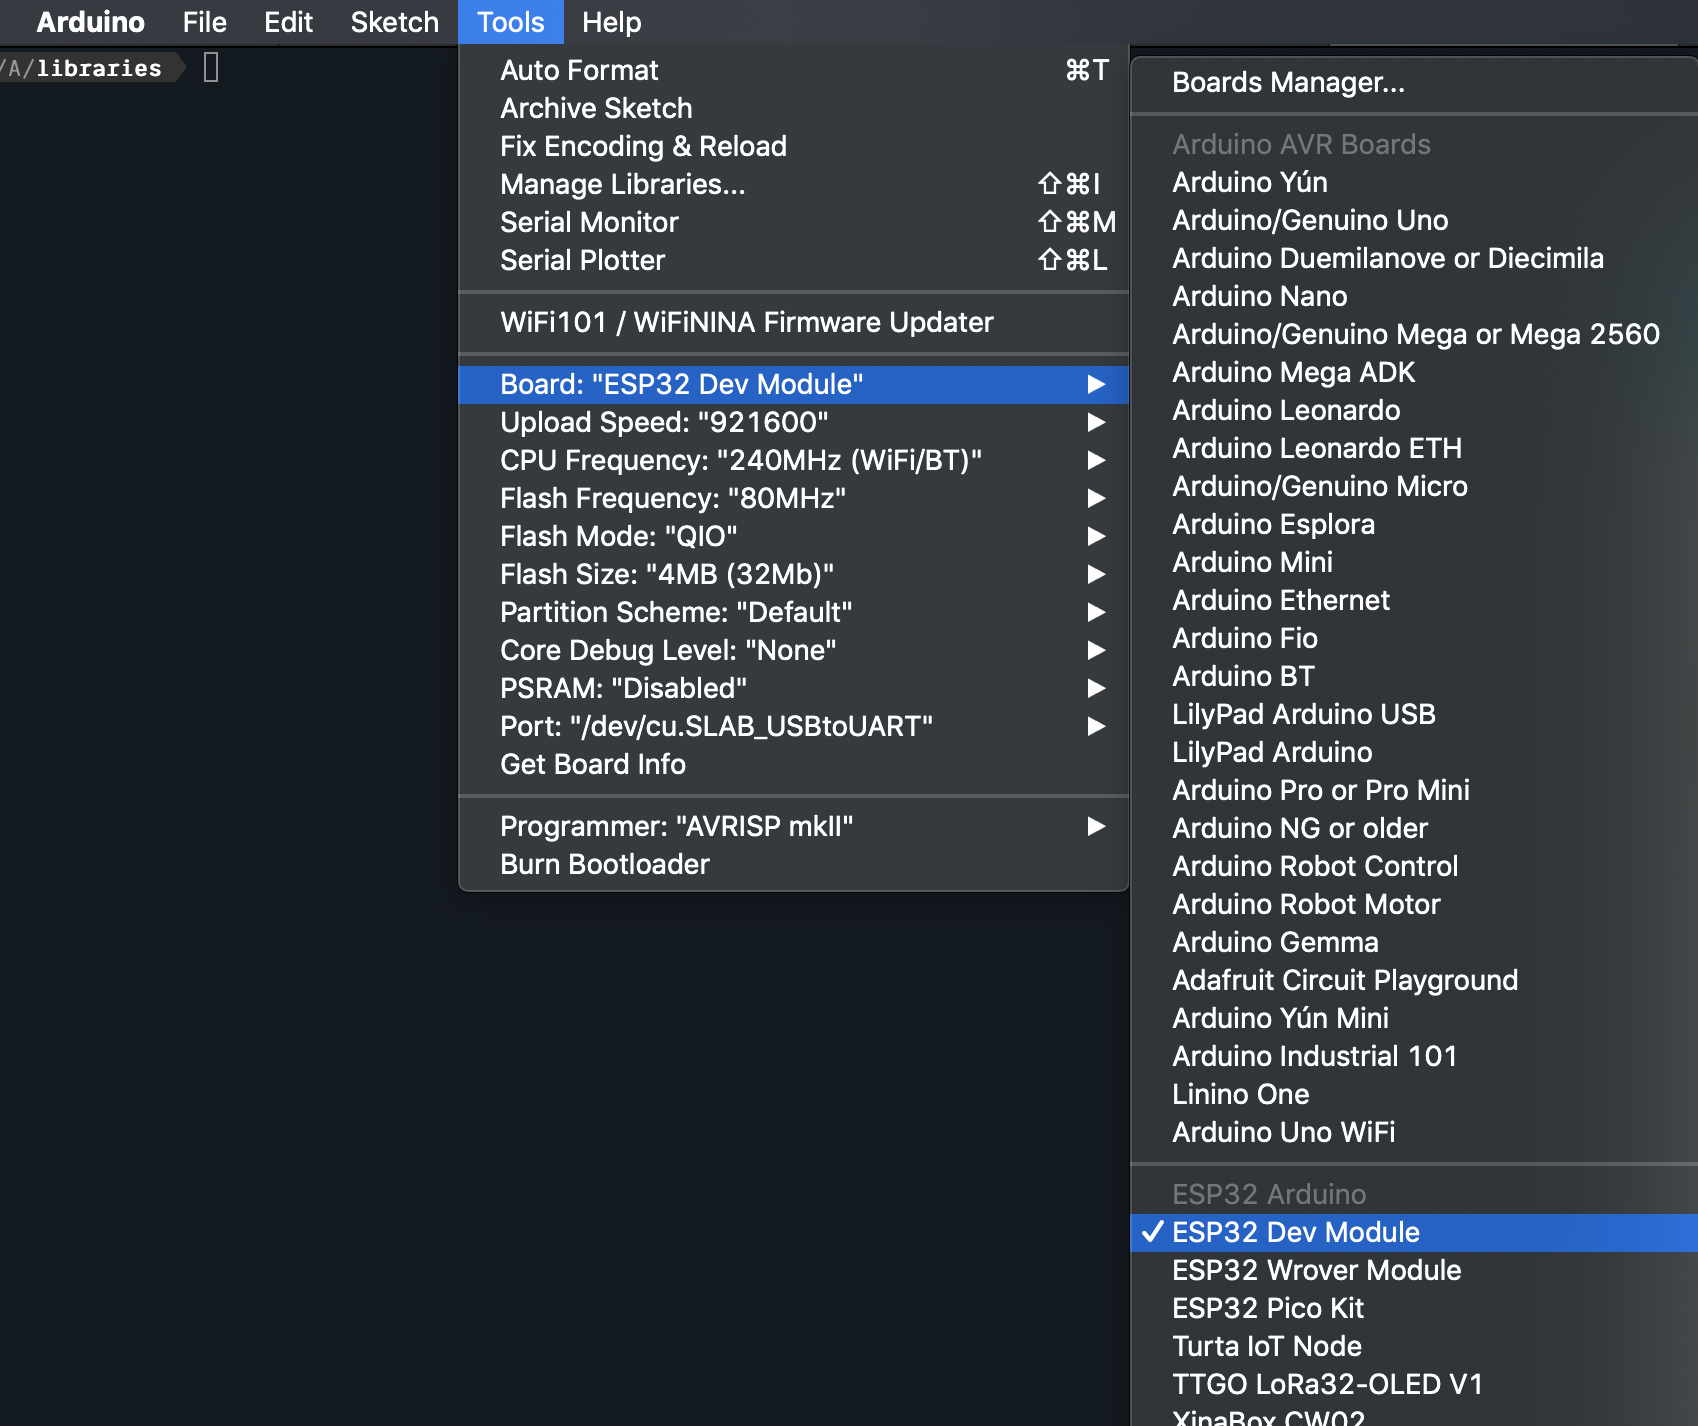 Arduino File Edit Sketch Tools Help
/A/libraries
Auto Format ⌘T
Archive Sketch
Fix Encoding & Reload
Manage Libraries... ⇧⌘I
Serial Monitor ⇧⌘M
Serial Plotter ⇧⌘L
WiFi101 / WiFiNINA Firmware Updater
Board: "ESP32 Dev Module"
Upload Speed: "921600"
CPU Frequency: "240MHz (WiFi/BT)"
Flash Frequency: "80MHz"
Flash Mode: "QIO"
Flash Size: "4MB (32Mb)"
Partition Scheme: "Default"
Core Debug Level: "None"
PSRAM: "Disabled"
Port: "/dev/cu.SLAB_USBtoUART"
Get Board Info
Programmer: "AVRISP mkII"
Burn Bootloader
Boards Manager...
Arduino AVR Boards
Arduino Yún
Arduino/Genuino Uno
Arduino Duemilanove or Diecimila
Arduino Nano
Arduino/Genuino Mega or Mega 2560
Arduino Mega ADK
Arduino Leonardo
Arduino Leonardo ETH
Arduino/Genuino Micro
Arduino Esplora
Arduino Mini
Arduino Ethernet
Arduino Fio
Arduino BT
LilyPad Arduino USB
LilyPad Arduino
Arduino Pro or Pro Mini
Arduino NG or older
Arduino Robot Control
Arduino Robot Motor
Arduino Gemma
Adafruit Circuit Playground
Arduino Yún Mini
Arduino Industrial 101
Linino One
Arduino Uno WiFi
ESP32 Arduino
✓ ESP32 Dev Module
ESP32 Wrover Module
ESP32 Pico Kit
Turta IoT Node
TTGO LoRa32-OLED V1
XinaBox CW02